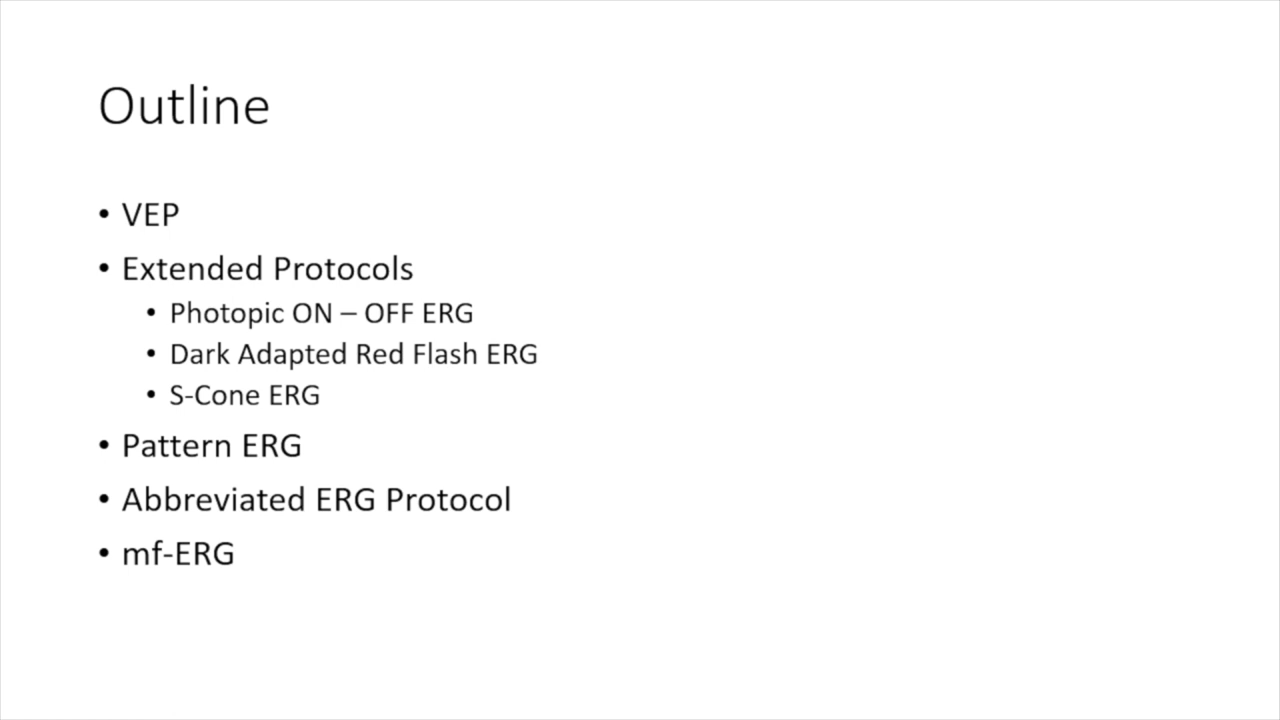 Outline
• VEP
• Extended Protocols
• Photopic ON – OFF ERG
• Dark Adapted Red Flash ERG
• S-Cone ERG
• Pattern ERG
• Abbreviated ERG Protocol
• mf-ERG